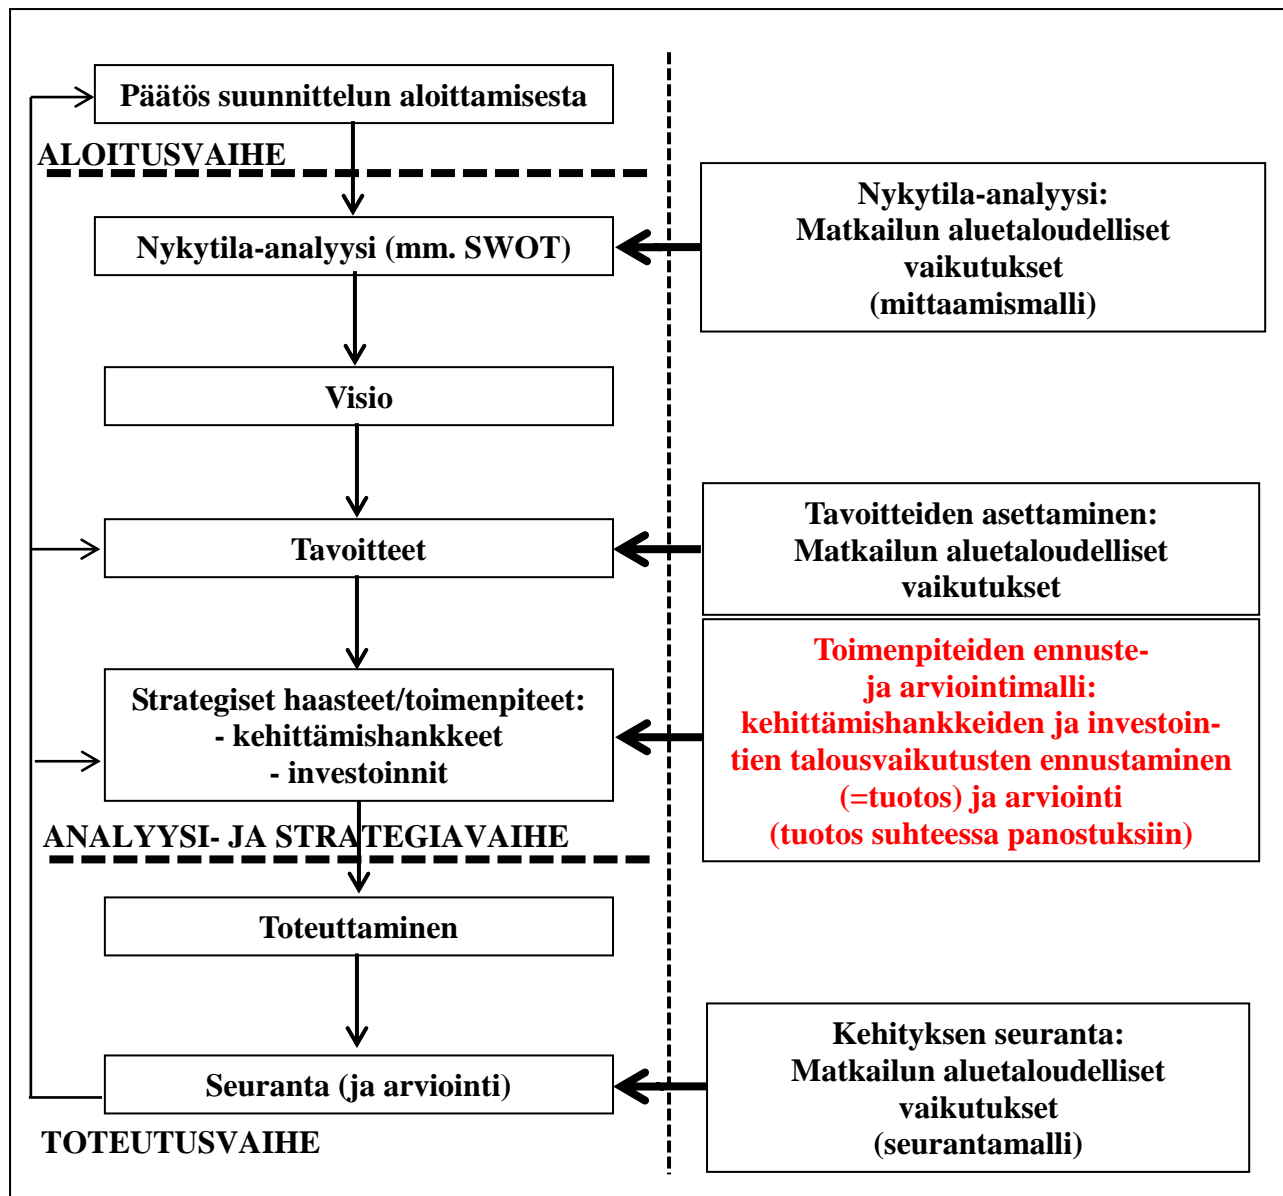 Päätös suunnittelun aloittamisesta
ALOITUSVAIHE
Nykytila-analyysi (mm. SWOT)
Nykytila-analyysi:
Matkailun aluetaloudelliset
vaikutukset
(mittaamismalli)
Visio
Tavoitteet
Tavoitteiden asettaminen:
Matkailun aluetaloudelliset
vaikutukset
Strategiset haasteet/toimenpiteet:
- kehittämishankkeet
- investoinnit
Toimenpiteiden ennuste-
ja arviointimalli:
kehittämishankkeiden ja investoin-
tien talousvaikutusten ennustaminen
(=tuotos) ja arviointi
(tuotos suhteessa panostuksiin)
ANALYYSI- JA STRATEGIAVAIHE
Toteuttaminen
Seuranta (ja arviointi)
Kehityksen seuranta:
Matkailun aluetaloudelliset
vaikutukset
(seurantamalli)
TOTEUTUSVAIHE